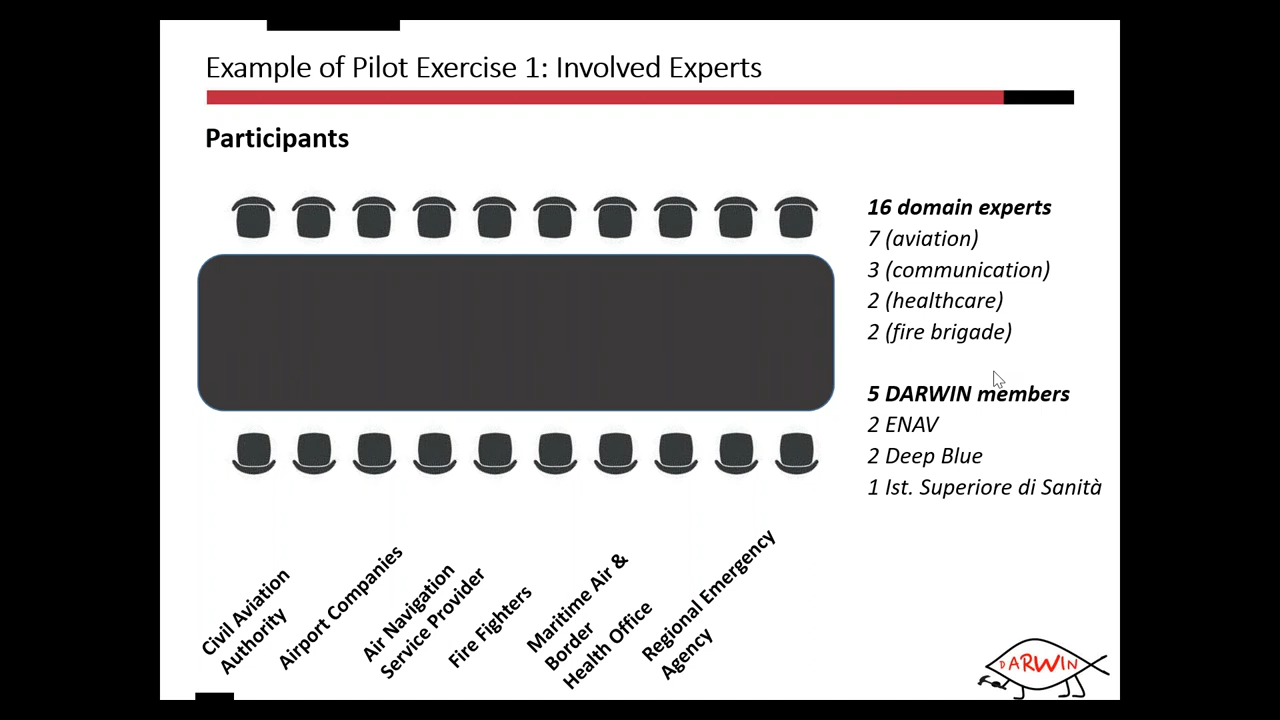 Example of Pilot Exercise 1: Involved Experts
Participants
16 domain experts
7 (aviation)
3 (communication)
2 (healthcare)
2 (fire brigade)
5 DARWIN members
2 ENAV
2 Deep Blue
1 Ist. Superiore di Sanità
Civil Aviation
Authority
Airport Companies
Air Navigation
Service Provider
Fire Fighters
Maritime Air &
Border
Health Office
Regional Emergency
Agency
DARWIN